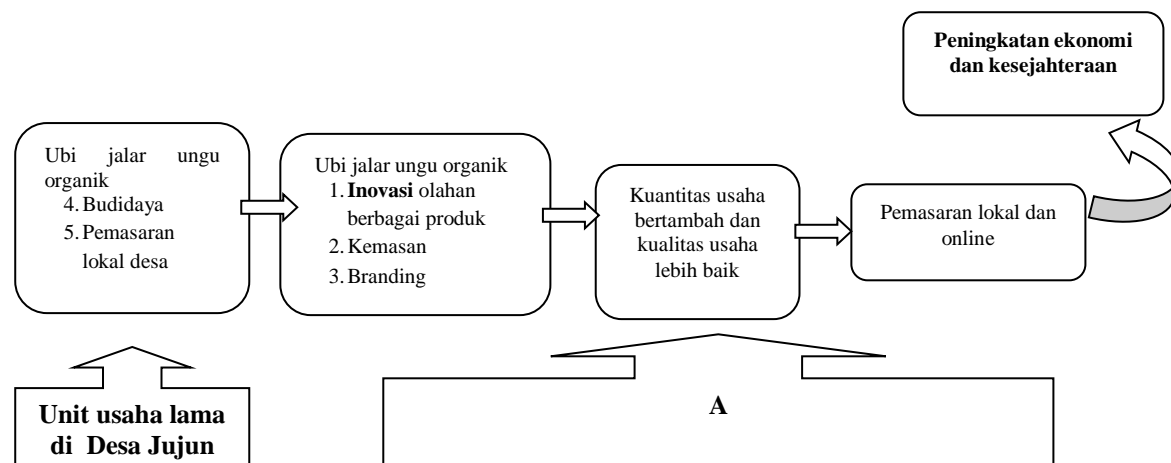 Peningkatan ekonomi
dan kesejahteraan
Ubi jalar ungu
organik
4. Budidaya
5. Pemasaran
lokal desa
Ubi jalar ungu organik
1. Inovasi olahan
berbagai produk
2. Kemasan
3. Branding
Kuantitas usaha
bertambah dan
kualitas usaha
lebih baik
Pemasaran lokal dan
online
Unit usaha lama
di Desa Jujun
A